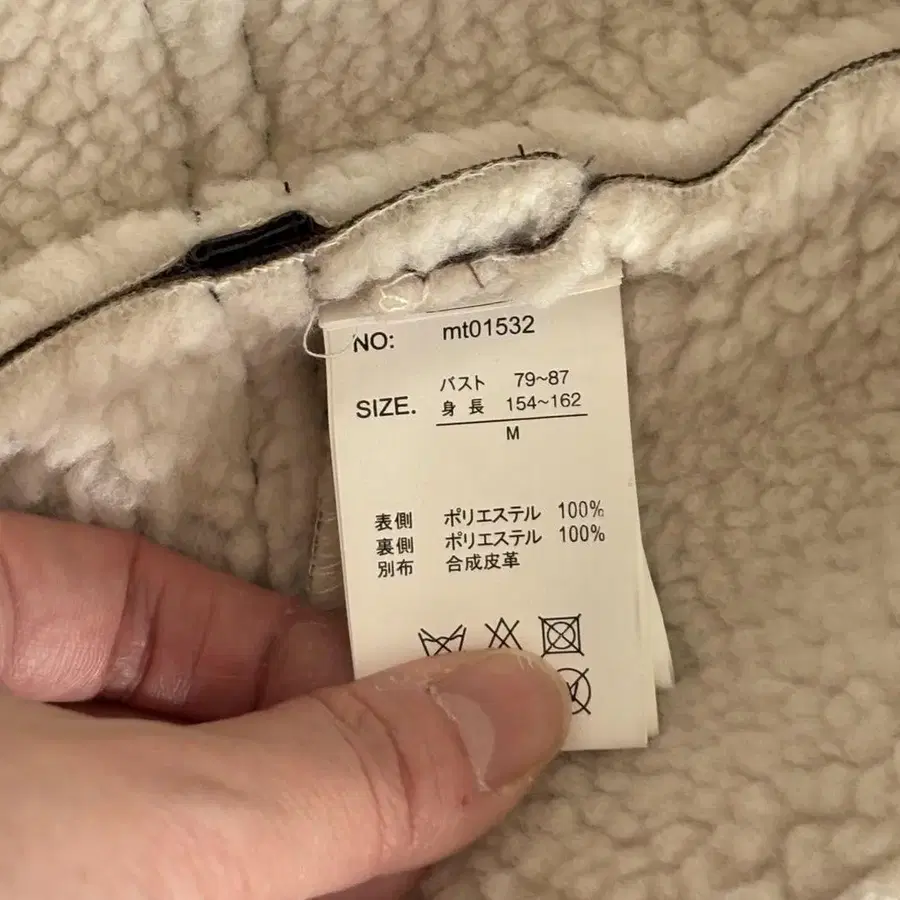 NO: mt01532
バスト 79~87
SIZE. 身長 154~162
M
表側 ポリエステル 100%
裏側 ポリエステル 100%
別布 合成皮革